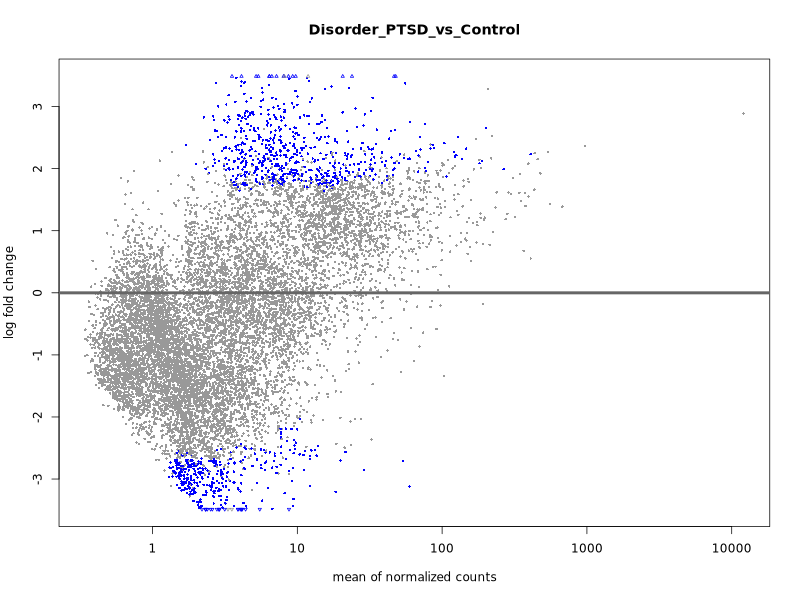 Disorder_PTSD_vs_Control
log fold change
3
2
1
0
-1
-2
-3
1 10 100 1000 10000
mean of normalized counts